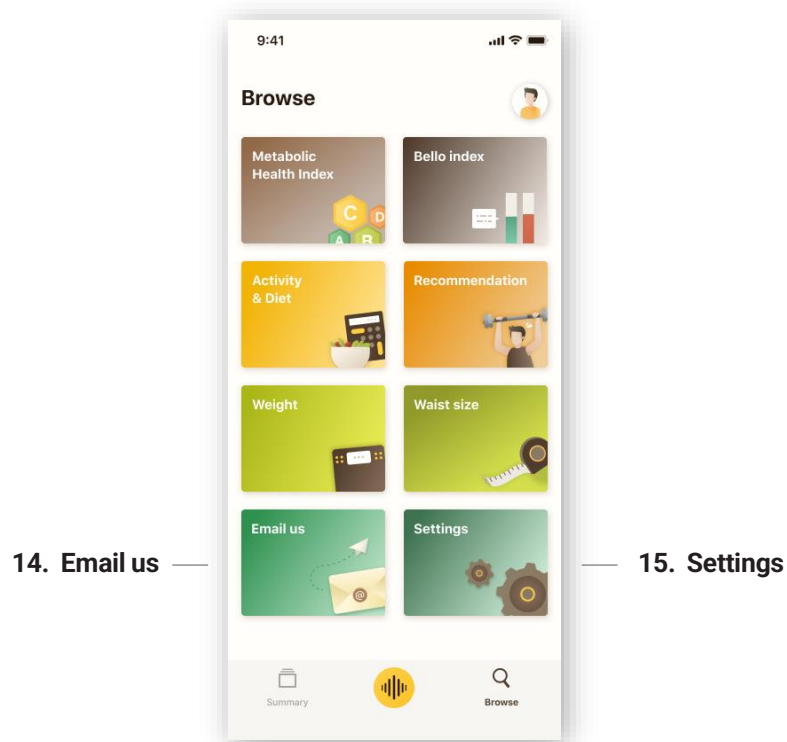 9:41
Browse
Metabolic
Health Index
C
D
A
B
Bello index
Activity
& Diet
Recommendation
Weight
Waist size
14. Email us
Email us
@
Settings
15. Settings
Summary
Browse